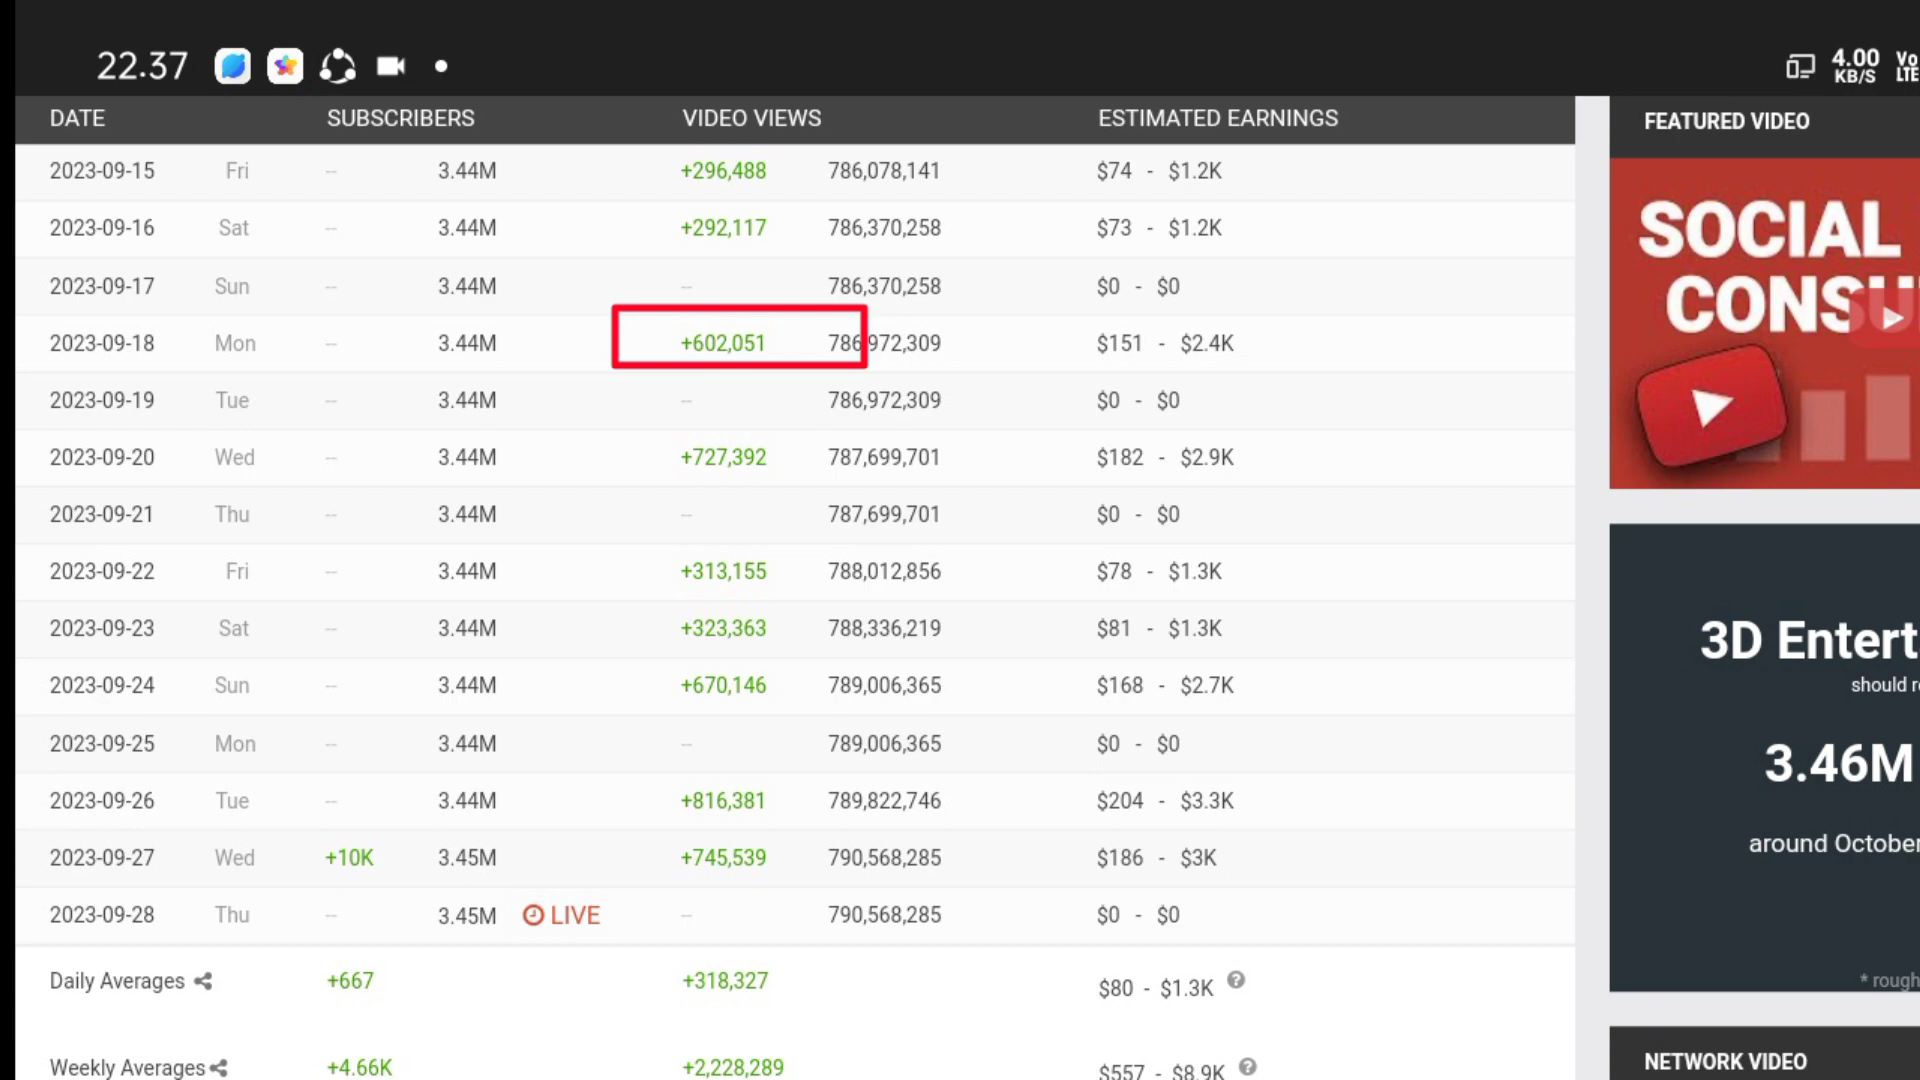 22.37
4.00
KB/S
Vo
LTE
DATE SUBSCRIBERS VIDEO VIEWS ESTIMATED EARNINGS
2023-09-15 Fri -- 3.44M +296,488 786,078,141 $74 - $1.2K
2023-09-16 Sat -- 3.44M +292,117 786,370,258 $73 - $1.2K
2023-09-17 Sun -- 3.44M -- 786,370,258 $0 - $0
2023-09-18 Mon -- 3.44M +602,051 786,972,309 $151 - $2.4K
2023-09-19 Tue -- 3.44M -- 786,972,309 $0 - $0
2023-09-20 Wed -- 3.44M +727,392 787,699,701 $182 - $2.9K
2023-09-21 Thu -- 3.44M -- 787,699,701 $0 - $0
2023-09-22 Fri -- 3.44M +313,155 788,012,856 $78 - $1.3K
2023-09-23 Sat -- 3.44M +323,363 788,336,219 $81 - $1.3K
2023-09-24 Sun -- 3.44M +670,146 789,006,365 $168 - $2.7K
2023-09-25 Mon -- 3.44M -- 789,006,365 $0 - $0
2023-09-26 Tue -- 3.44M +816,381 789,822,746 $204 - $3.3K
2023-09-27 Wed +10K 3.45M +745,539 790,568,285 $186 - $3K
2023-09-28 Thu -- 3.45M LIVE -- 790,568,285 $0 - $0
Daily Averages +667 +318,327 $80 - $1.3K ?
Weekly Averages +4.66K +2,228,289 $557 - $8.9K ?
FEATURED VIDEO
SOCIAL
CONSU
3D Entert
should r
3.46M
around October
* rough
NETWORK VIDEO